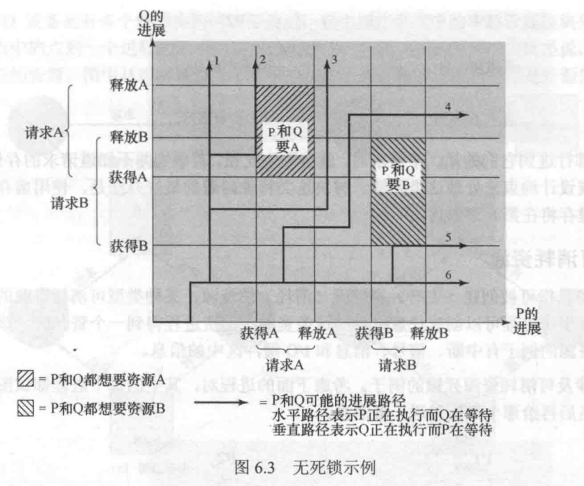 Q的
进展
1
2
3
释放A
4
释放B
请求A
P和Q
要A
P和Q
要B
获得A
请求B
获得B
5
6
P的
进展
获得A 释放A 获得B 释放B
请求A 请求B
= P和Q都想要资源A
= P和Q都想要资源B
= P和Q可能的进展路径
水平路径表示P正在执行而Q在等待
垂直路径表示Q正在执行而P在等待
图 6.3 无死锁示例